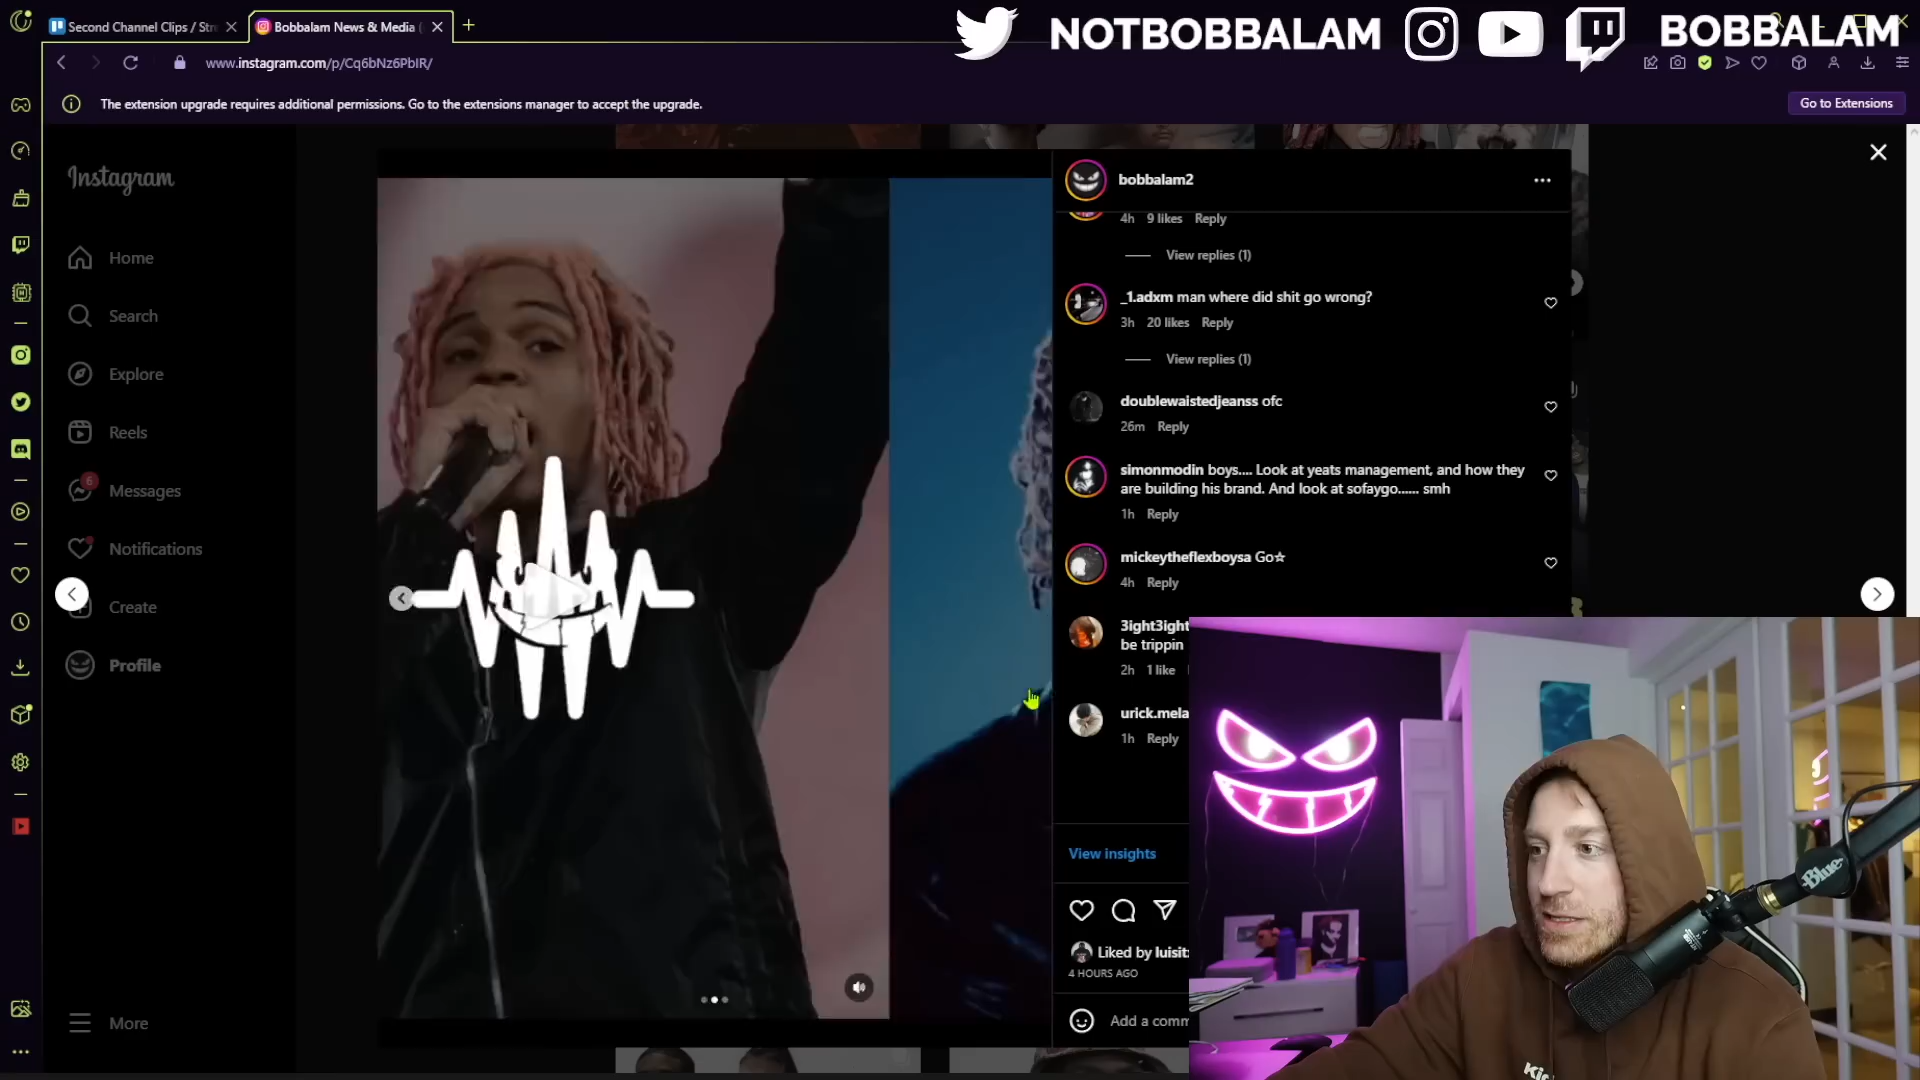 Second Channel Clips / Stre
Bobbalam News & Media (
NOTBOBBALAM
BOBBALAM
www.instagram.com/p/Cq6bNz6PbIR/
The extension upgrade requires additional permissions. Go to the extensions manager to accept the upgrade.
Go to Extensions
Instagram
Home
Search
Explore
Reels
6
Messages
Notifications
Create
Profile
More
bobbalam2
4h 9 likes Reply
View replies (1)
_1.adxm man where did shit go wrong?
3h 20 likes Reply
View replies (1)
doublewaistedjeanss ofc
26m Reply
simonmodin boys.... Look at yeats management, and how they
are building his brand. And look at sofaygo...... smh
1h Reply
mickeytheflexboysa Go☆
4h Reply
3ight3ight
be trippin
2h 1 like
urick.mela
1h Reply
View insights
Liked by luisit
4 HOURS AGO
Add a comm
Blue